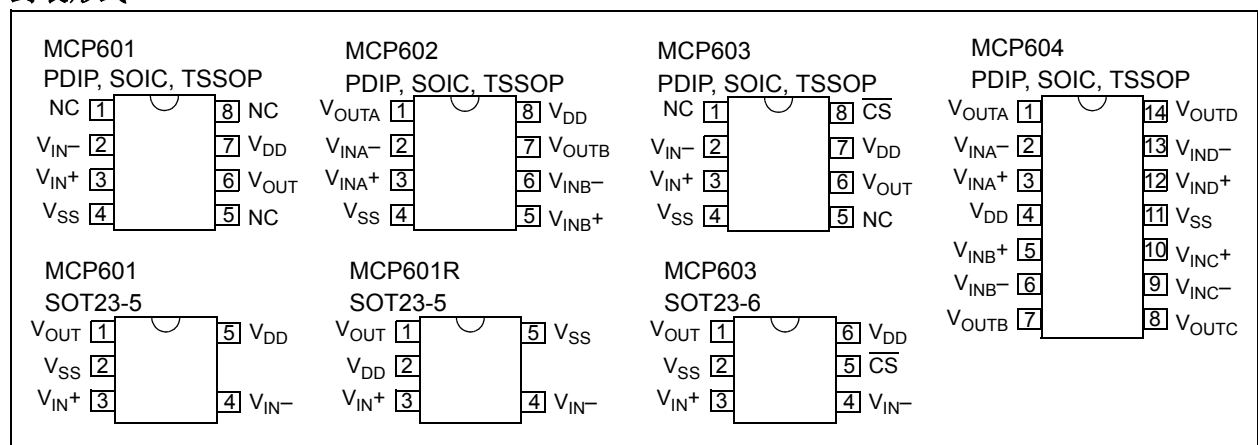 MCP601
PDIP, SOIC, TSSOP
NC 1 8 NC
VIN– 2 7 VDD
VIN+ 3 6 VOUT
VSS 4 5 NC
MCP602
PDIP, SOIC, TSSOP
VOUTA 1 8 VDD
VINA– 2 7 VOUTB
VINA+ 3 6 VINB–
VSS 4 5 VINB+
MCP603
PDIP, SOIC, TSSOP
NC 1 8 CS
VIN– 2 7 VDD
VIN+ 3 6 VOUT
VSS 4 5 NC
MCP604
PDIP, SOIC, TSSOP
VOUTA 1 14 VOUTD
VINA– 2 13 VIND–
VINA+ 3 12 VIND+
VDD 4 11 VSS
VINB+ 5 10 VINC+
VINB– 6 9 VINC–
VOUTB 7 8 VOUTC
MCP601
SOT23-5
VOUT 1 5 VDD
VSS 2
VIN+ 3 4 VIN–
MCP601R
SOT23-5
VOUT 1 5 VSS
VDD 2
VIN+ 3 4 VIN–
MCP603
SOT23-6
VOUT 1 6 VDD
VSS 2 5 CS
VIN+ 3 4 VIN–